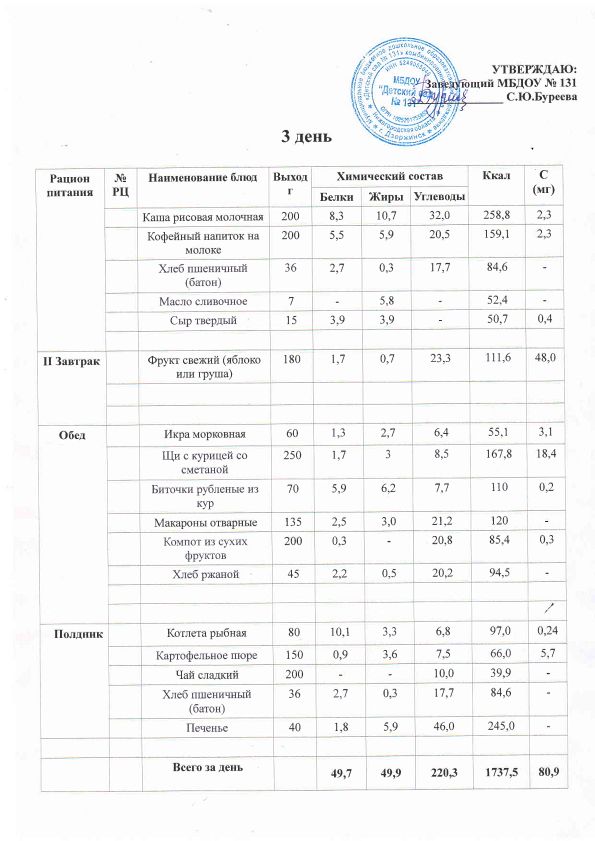 УТВЕРЖДАЮ:
Заведующий МБДОУ № 131
С.Ю.Буреева
МБДОУ
"Детский сад
№ 131"
3 день
Рацион питания № РЦ Наименование блюд Выход г Химический состав Ккал С (мг)
Белки Жиры Углеводы
Каша рисовая молочная 200 8,3 10,7 32,0 258,8 2,3
Кофейный напиток на 200 5,5 5,9 20,5 159,1 2,3
молоке
Хлеб пшеничный 36 2,7 0,3 17,7 84,6 -
(батон)
Масло сливочное 7 - 5,8 - 52,4 -
Сыр твердый 15 3,9 3,9 - 50,7 0,4
II Завтрак Фрукт свежий (яблоко 180 1,7 0,7 23,3 111,6 48,0
или груша)
Обед Икра морковная 60 1,3 2,7 6,4 55,1 3,1
Щи с курицей со 250 1,7 3 8,5 167,8 18,4
сметаной
Биточки рубленые из 70 5,9 6,2 7,7 110 0,2
кур
Макароны отварные 135 2,5 3,0 21,2 120 -
Компот из сухих 200 0,3 - 20,8 85,4 0,3
фруктов
Хлеб ржаной 45 2,2 0,5 20,2 94,5 -
Полдник Котлета рыбная 80 10,1 3,3 6,8 97,0 0,24
Картофельное пюре 150 0,9 3,6 7,5 66,0 5,7
Чай сладкий 200 - - 10,0 39,9 -
Хлеб пшеничный 36 2,7 0,3 17,7 84,6 -
(батон)
Печенье 40 1,8 5,9 46,0 245,0 -
Всего за день 49,7 49,9 220,3 1737,5 80,9